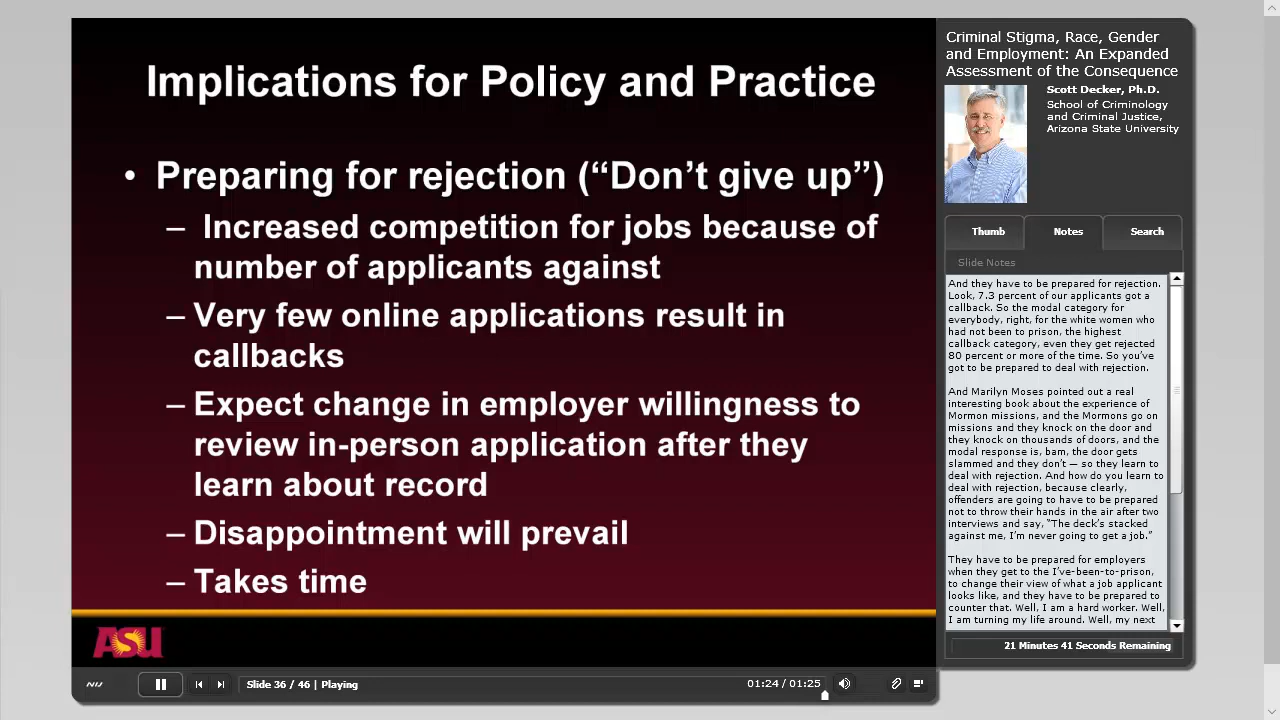 Implications for Policy and Practice
• Preparing for rejection (“Don’t give up”)
– Increased competition for jobs because of
number of applicants against
– Very few online applications result in
callbacks
– Expect change in employer willingness to
review in-person application after they
learn about record
– Disappointment will prevail
– Takes time
ASU
Slide 36 / 46 | Playing
01:24 / 01:25
Criminal Stigma, Race, Gender
and Employment: An Expanded
Assessment of the Consequence
Scott Decker, Ph.D.
School of Criminology
and Criminal Justice,
Arizona State University
Thumb
Notes
Search
Slide Notes
And they have to be prepared for rejection.
Look, 7.3 percent of our applicants got a
callback. So the modal category for
everybody, right, for the white women who
had not been to prison, the highest
callback category, even they get rejected
80 percent or more of the time. So you’ve
got to be prepared to deal with rejection.
And Marilyn Moses pointed out a real
interesting book about the experience of
Mormon missions, and the Mormons go on
missions and they knock on the door and
they knock on thousands of doors, and the
modal response is, bam, the door gets
slammed and they don’t — so they learn to
deal with rejection. And how do you learn to
deal with rejection, because clearly,
offenders are going to have to be prepared
not to throw their hands in the air after two
interviews and say, “The deck’s stacked
against me, I’m never going to get a job.”
They have to be prepared for employers
when they get to the I’ve-been-to-prison,
to change their view of what a job applicant
looks like, and they have to be prepared to
counter that. Well, I am a hard worker. Well,
I am turning my life around. Well, my next
21 Minutes 41 Seconds Remaining